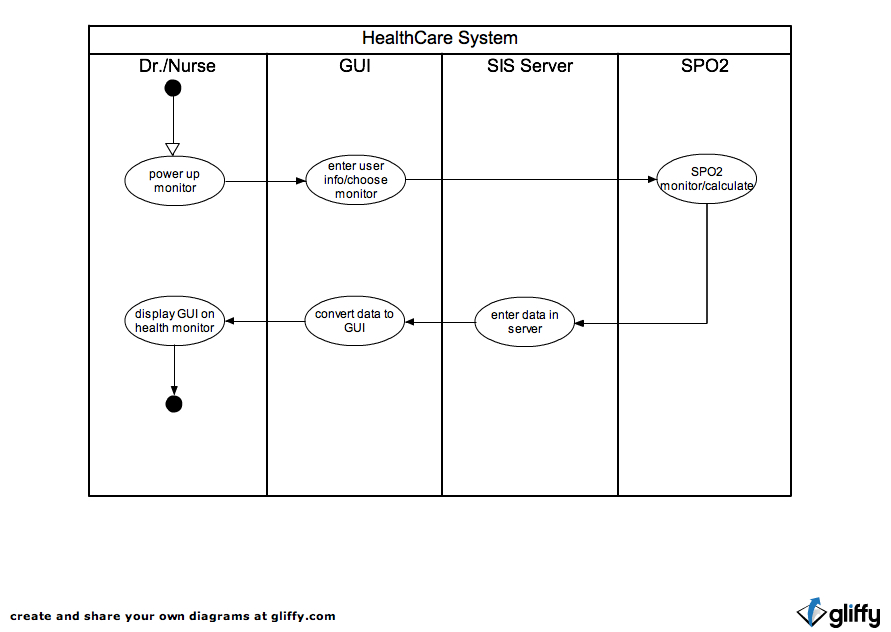 HealthCare System
Dr./Nurse
GUI
SIS Server
SPO2
power up
monitor
enter user
info/choose
monitor
SPO2
monitor/calculate
display GUI on
health monitor
convert data to
GUI
enter data in
server
create and share your own diagrams at gliffy.com
gliffy